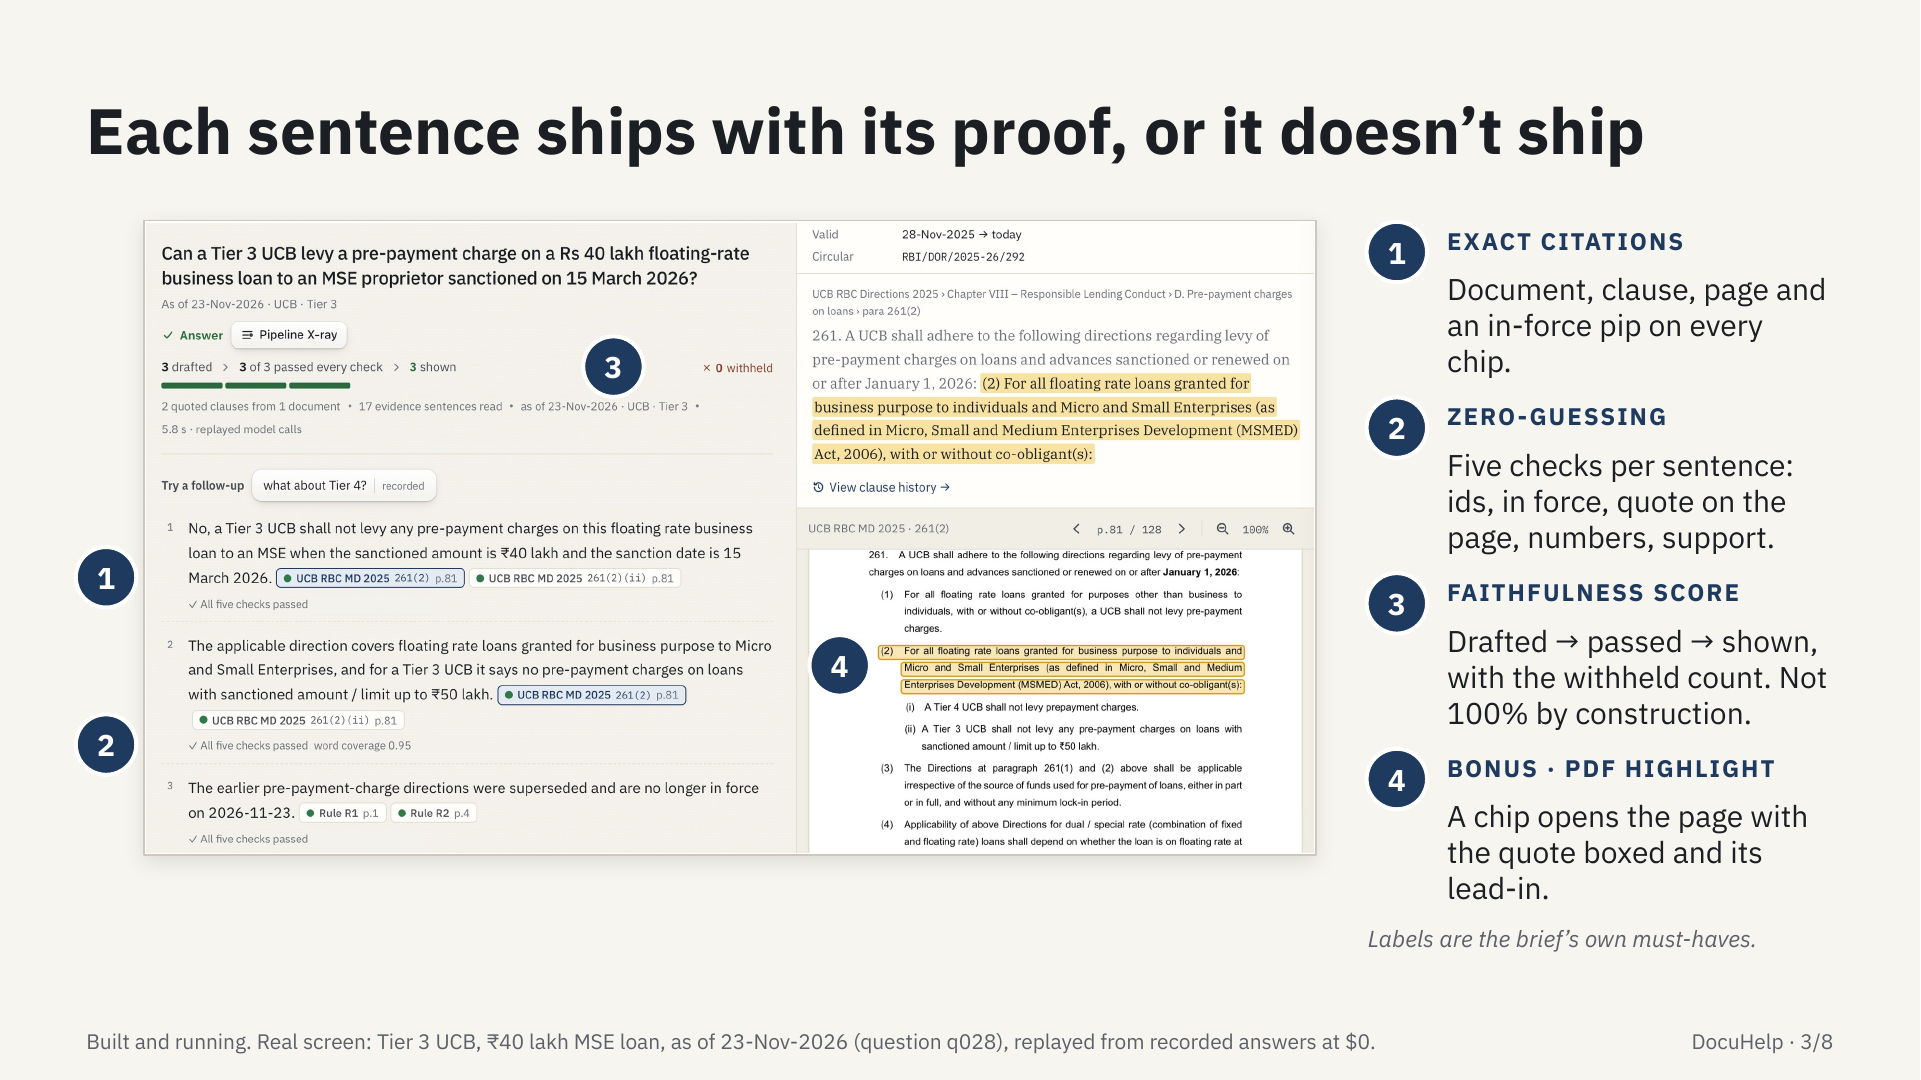 Each sentence ships with its proof, or it doesn’t ship
Can a Tier 3 UCB levy a pre-payment charge on a Rs 40 lakh floating-rate
business loan to an MSE proprietor sanctioned on 15 March 2026?
As of 23-Nov-2026 · UCB · Tier 3
✓ Answer
Pipeline X-ray
3 drafted > 3 of 3 passed every check > 3 shown
3
× 0 withheld
2 quoted clauses from 1 document • 17 evidence sentences read • as of 23-Nov-2026 · UCB · Tier 3 •
5.8 s · replayed model calls
Try a follow-up
what about Tier 4? | recorded
1 No, a Tier 3 UCB shall not levy any pre-payment charges on this floating rate business
loan to an MSE when the sanctioned amount is ₹40 lakh and the sanction date is 15
March 2026. UCB RBC MD 2025 261(2) p.81 UCB RBC MD 2025 261(2)(ii) p.81
1
✓ All five checks passed
2 The applicable direction covers floating rate loans granted for business purpose to Micro
and Small Enterprises, and for a Tier 3 UCB it says no pre-payment charges on loans
with sanctioned amount / limit up to ₹50 lakh. UCB RBC MD 2025 261(2) p.81
UCB RBC MD 2025 261(2)(ii) p.81
2
✓ All five checks passed word coverage 0.95
3 The earlier pre-payment-charge directions were superseded and are no longer in force
on 2026-11-23. Rule R1 p.1 Rule R2 p.4
✓ All five checks passed
Valid 28-Nov-2025 → today
Circular RBI/DOR/2025-26/292
UCB RBC Directions 2025 › Chapter VIII – Responsible Lending Conduct › D. Pre-payment charges
on loans › para 261(2)
261. A UCB shall adhere to the following directions regarding levy of
pre-payment charges on loans and advances sanctioned or renewed on
or after January 1, 2026: (2) For all floating rate loans granted for
business purpose to individuals and Micro and Small Enterprises (as
defined in Micro, Small and Medium Enterprises Development (MSMED)
Act, 2006), with or without co-obligant(s):
View clause history →
UCB RBC MD 2025 · 261(2)
p.81 / 128
100%
261. A UCB shall adhere to the following directions regarding levy of pre-payment
charges on loans and advances sanctioned or renewed on or after January 1, 2026:
(1) For all floating rate loans granted for purposes other than business to
individuals, with or without co-obligant(s), a UCB shall not levy pre-payment
charges.
4
(2) For all floating rate loans granted for business purpose to individuals and
Micro and Small Enterprises (as defined in Micro, Small and Medium
Enterprises Development (MSMED) Act, 2006), with or without co-obligant(s):
(i) A Tier 4 UCB shall not levy prepayment charges.
(ii) A Tier 3 UCB shall not levy any pre-payment charges on loans with
sanctioned amount / limit up to ₹50 lakh.
(3) The Directions at paragraph 261(1) and (2) above shall be applicable
irrespective of the source of funds used for pre-payment of loans, either in part
or in full, and without any minimum lock-in period.
(4) Applicability of above Directions for dual / special rate (combination of fixed
and floating rate) loans shall depend on whether the loan is on floating rate at
1
EXACT CITATIONS
Document, clause, page and
an in-force pip on every
chip.
2
ZERO-GUESSING
Five checks per sentence:
ids, in force, quote on the
page, numbers, support.
3
FAITHFULNESS SCORE
Drafted → passed → shown,
with the withheld count. Not
100% by construction.
4
BONUS · PDF HIGHLIGHT
A chip opens the page with
the quote boxed and its
lead-in.
Labels are the brief’s own must-haves.
Built and running. Real screen: Tier 3 UCB, ₹40 lakh MSE loan, as of 23-Nov-2026 (question q028), replayed from recorded answers at $0.
DocuHelp · 3/8